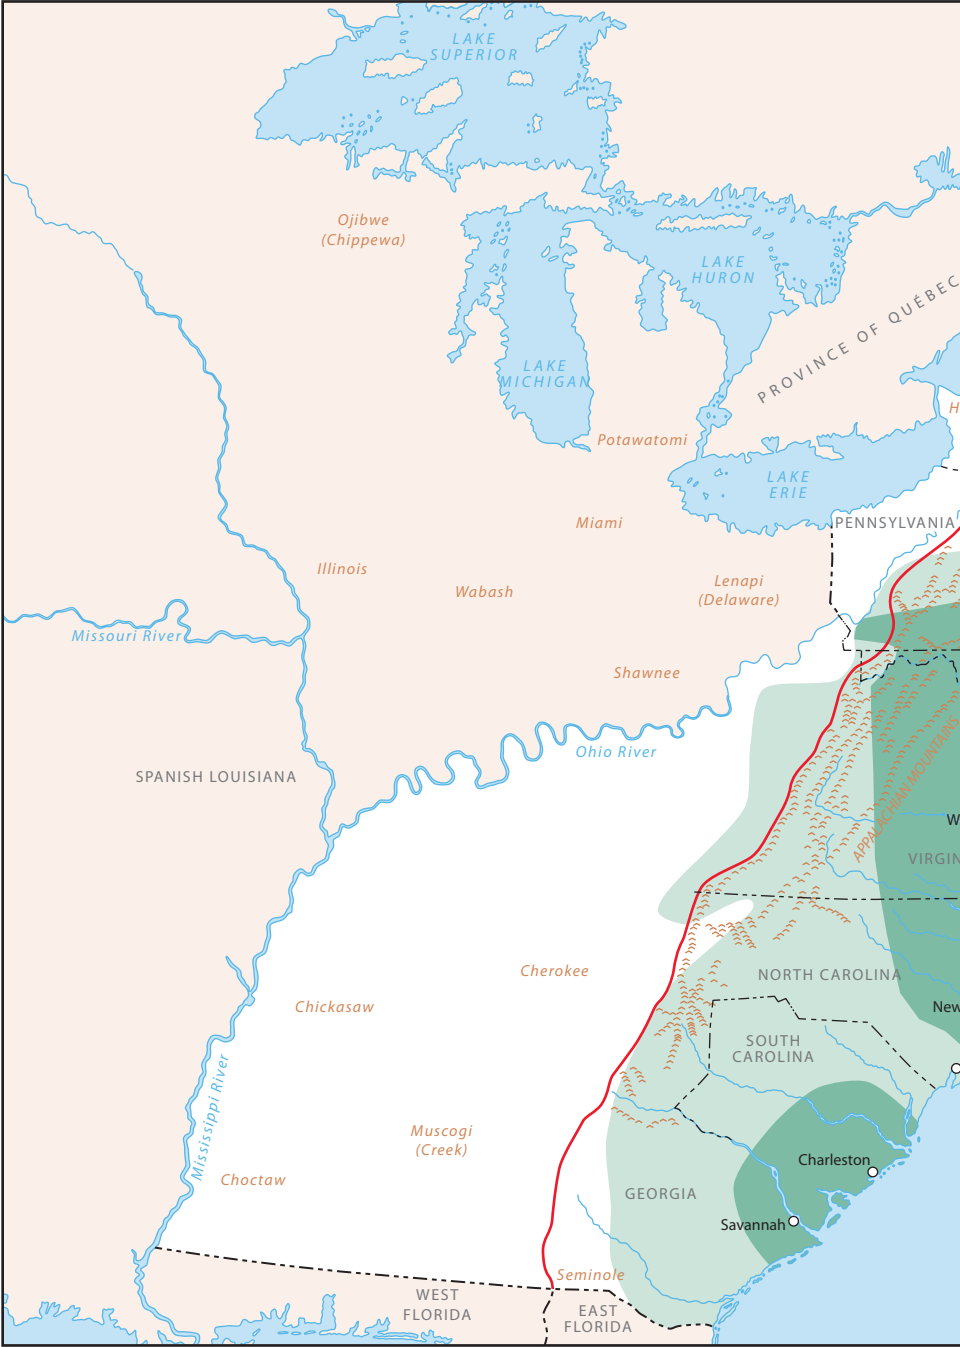 LAKE
SUPERIOR
Ojibwe
(Chippewa)
LAKE
HURON
PROVINCE OF QUÉBEC
LAKE
MICHIGAN
H
Potawatomi
LAKE
ERIE
Miami
PENNSYLVANIA
Illinois
Wabash
Lenapi
(Delaware)
Missouri River
Shawnee
Ohio River
SPANISH LOUISIANA
APPALACHIAN MOUNTAINS
W
VIRGIN
Cherokee
NORTH CAROLINA
Chickasaw
New
SOUTH
CAROLINA
Mississippi River
Muscogi
(Creek)
Charleston
Choctaw
GEORGIA
Savannah
Seminole
WEST
FLORIDA
EAST
FLORIDA